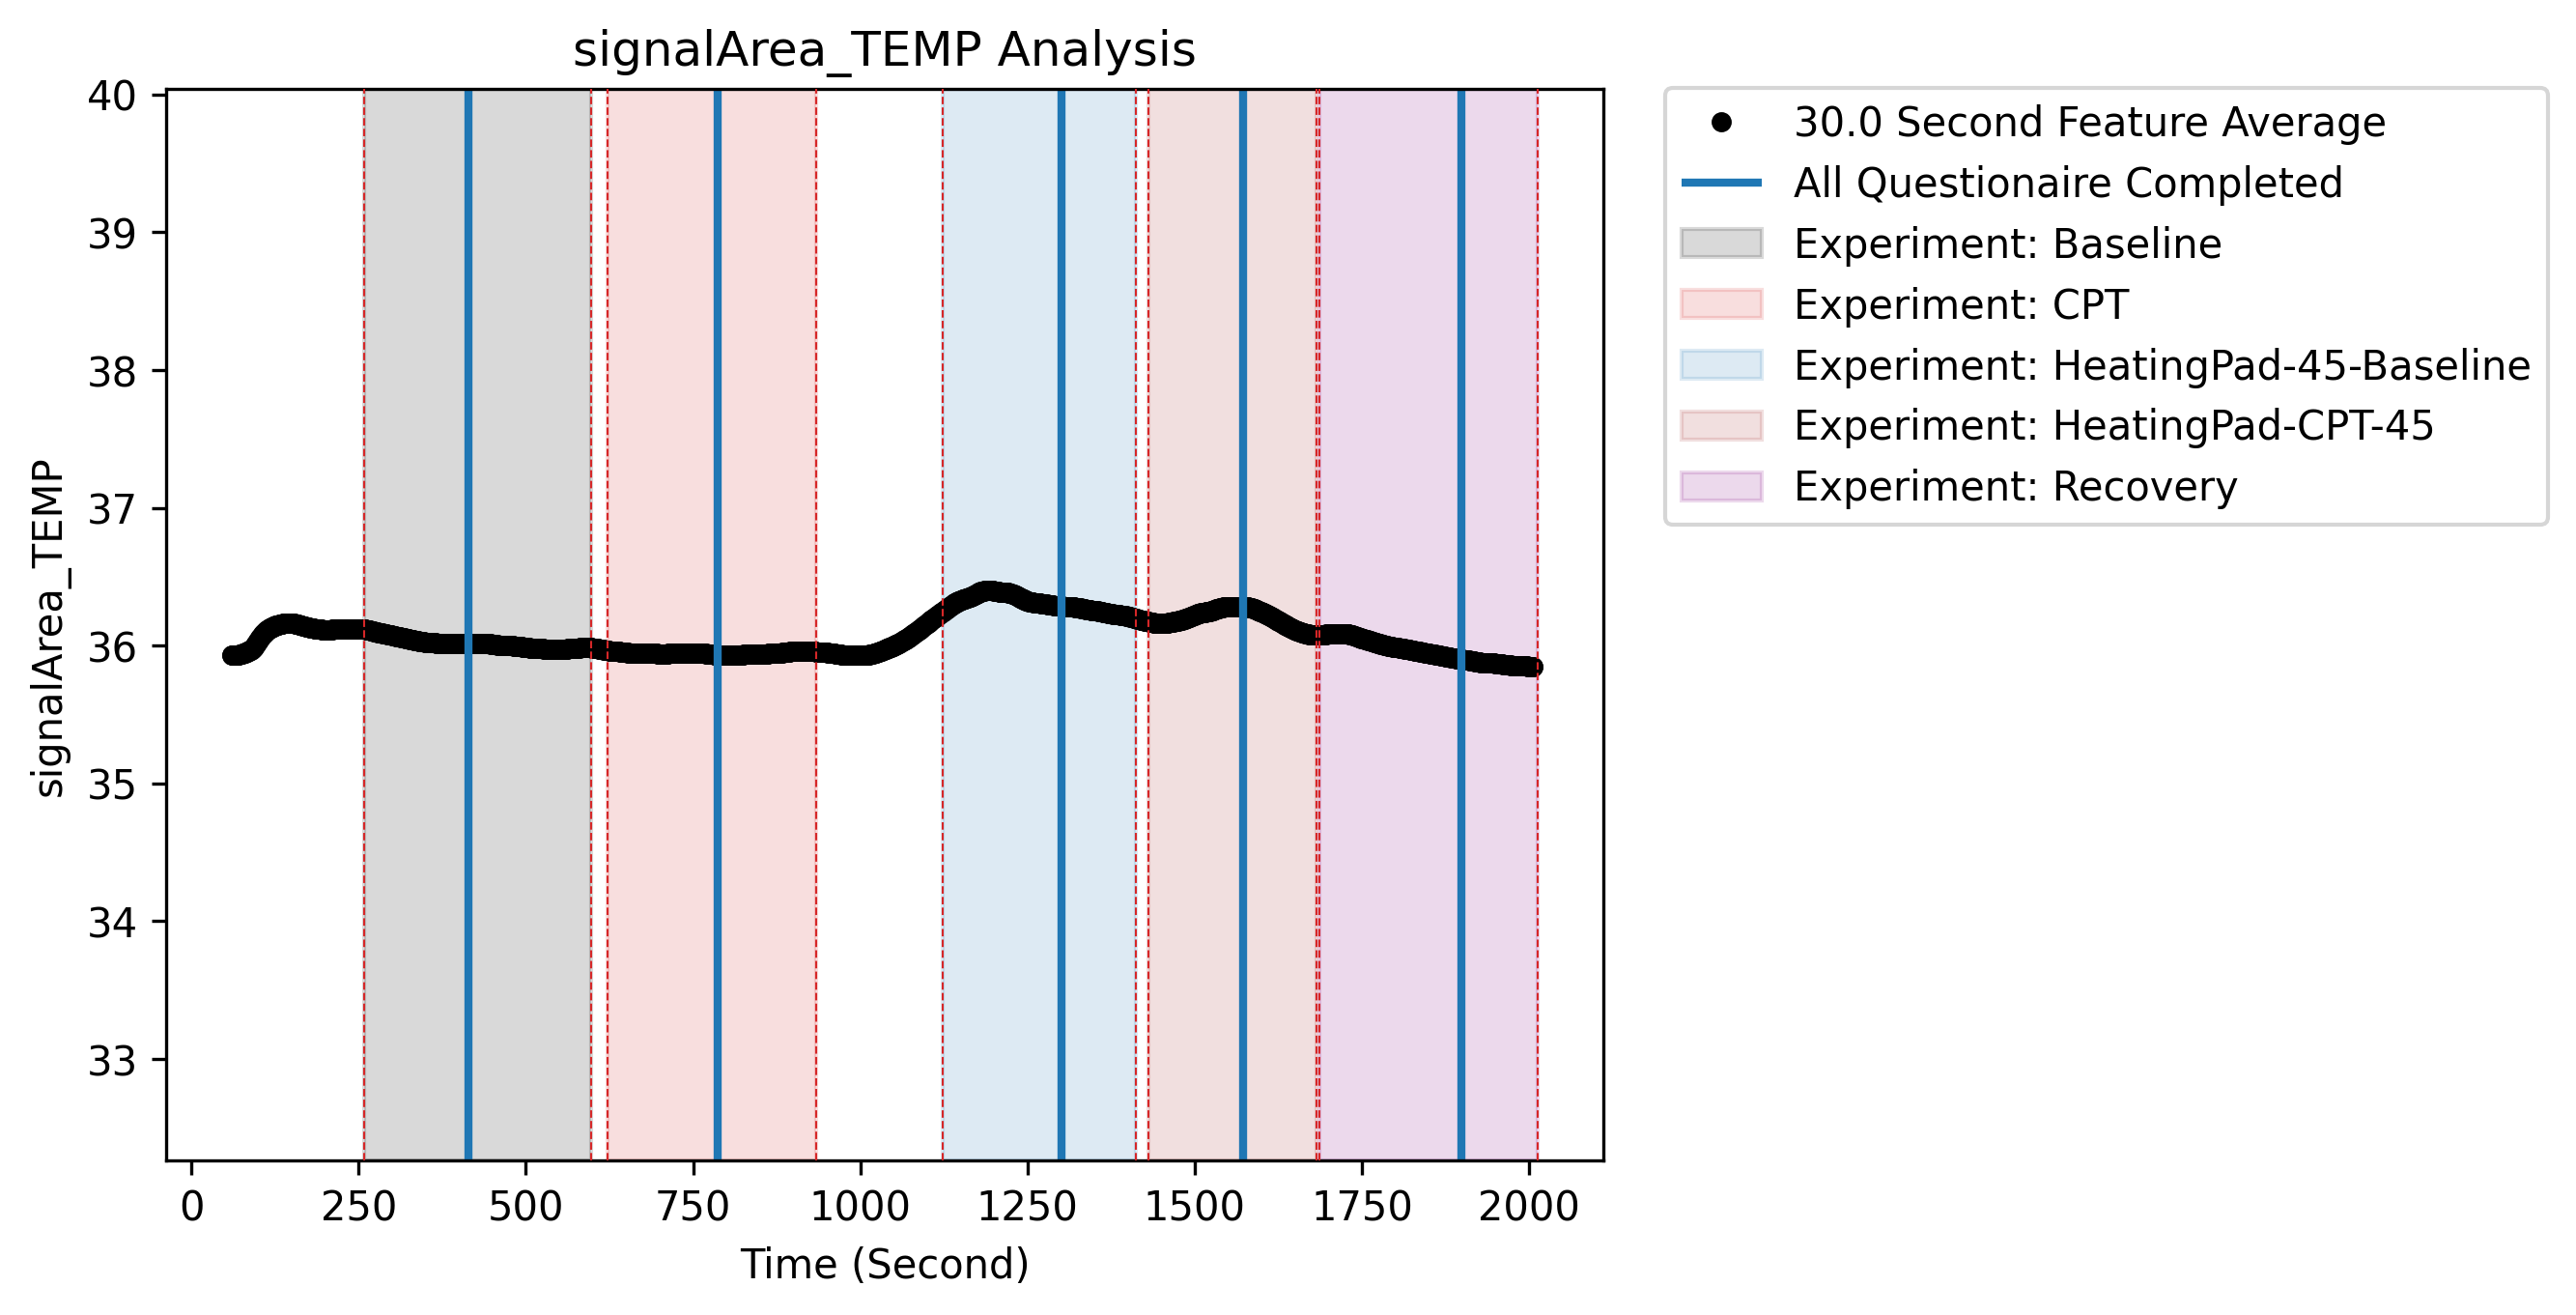 signalArea_TEMP Analysis
signalArea_TEMP
40
39
38
37
36
35
34
33
0 250 500 750 1000 1250 1500 1750 2000
Time (Second)
30.0 Second Feature Average
All Questionaire Completed
Experiment: Baseline
Experiment: CPT
Experiment: HeatingPad-45-Baseline
Experiment: HeatingPad-CPT-45
Experiment: Recovery